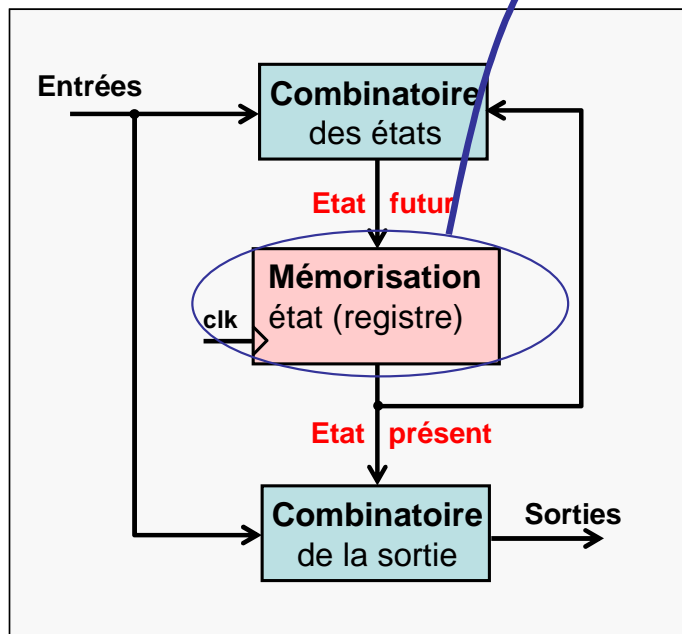 Entrées
Combinatoire
des états
Etat futur
Mémorisation
état (registre)
clk
Etat présent
Combinatoire
de la sortie
Sorties